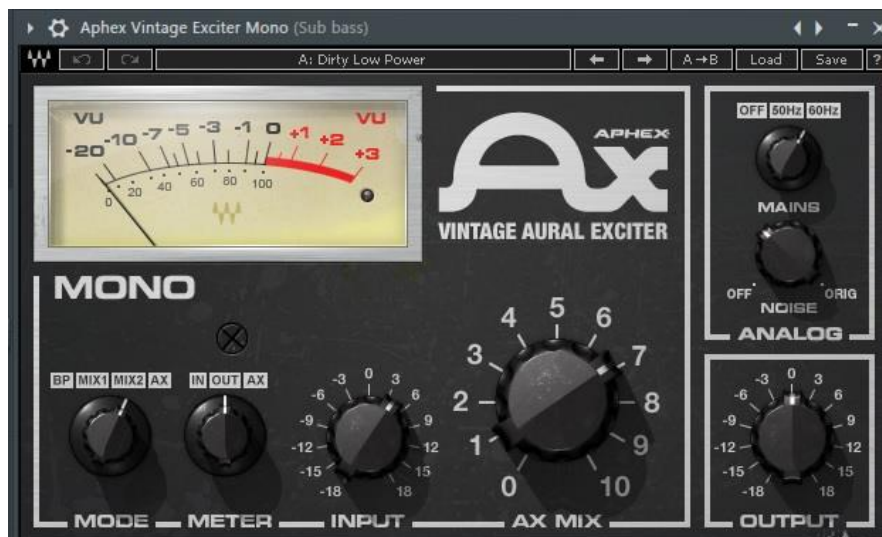 Aphex Vintage Exciter Mono (Sub bass)
A: Dirty Low Power
A→B
Load
Save
?
VU
VU
-20 -10 -7 -5 -3 -1 0 +1 +2 +3
0 20 40 60 80 100
APHEX
Ax
VINTAGE AURAL EXCITER
OFF 50Hz 60Hz
MAINS
OFF ORIG
NOISE
ANALOG
MONO
BP MIX1 MIX2 AX
MODE
IN OUT AX
METER
-18 -15 -12 -9 -6 -3 0 3 6 9 12 15 18
INPUT
0 1 2 3 4 5 6 7 8 9 10
AX MIX
-18 -15 -12 -9 -6 -3 0 3 6 9 12 15 18
OUTPUT